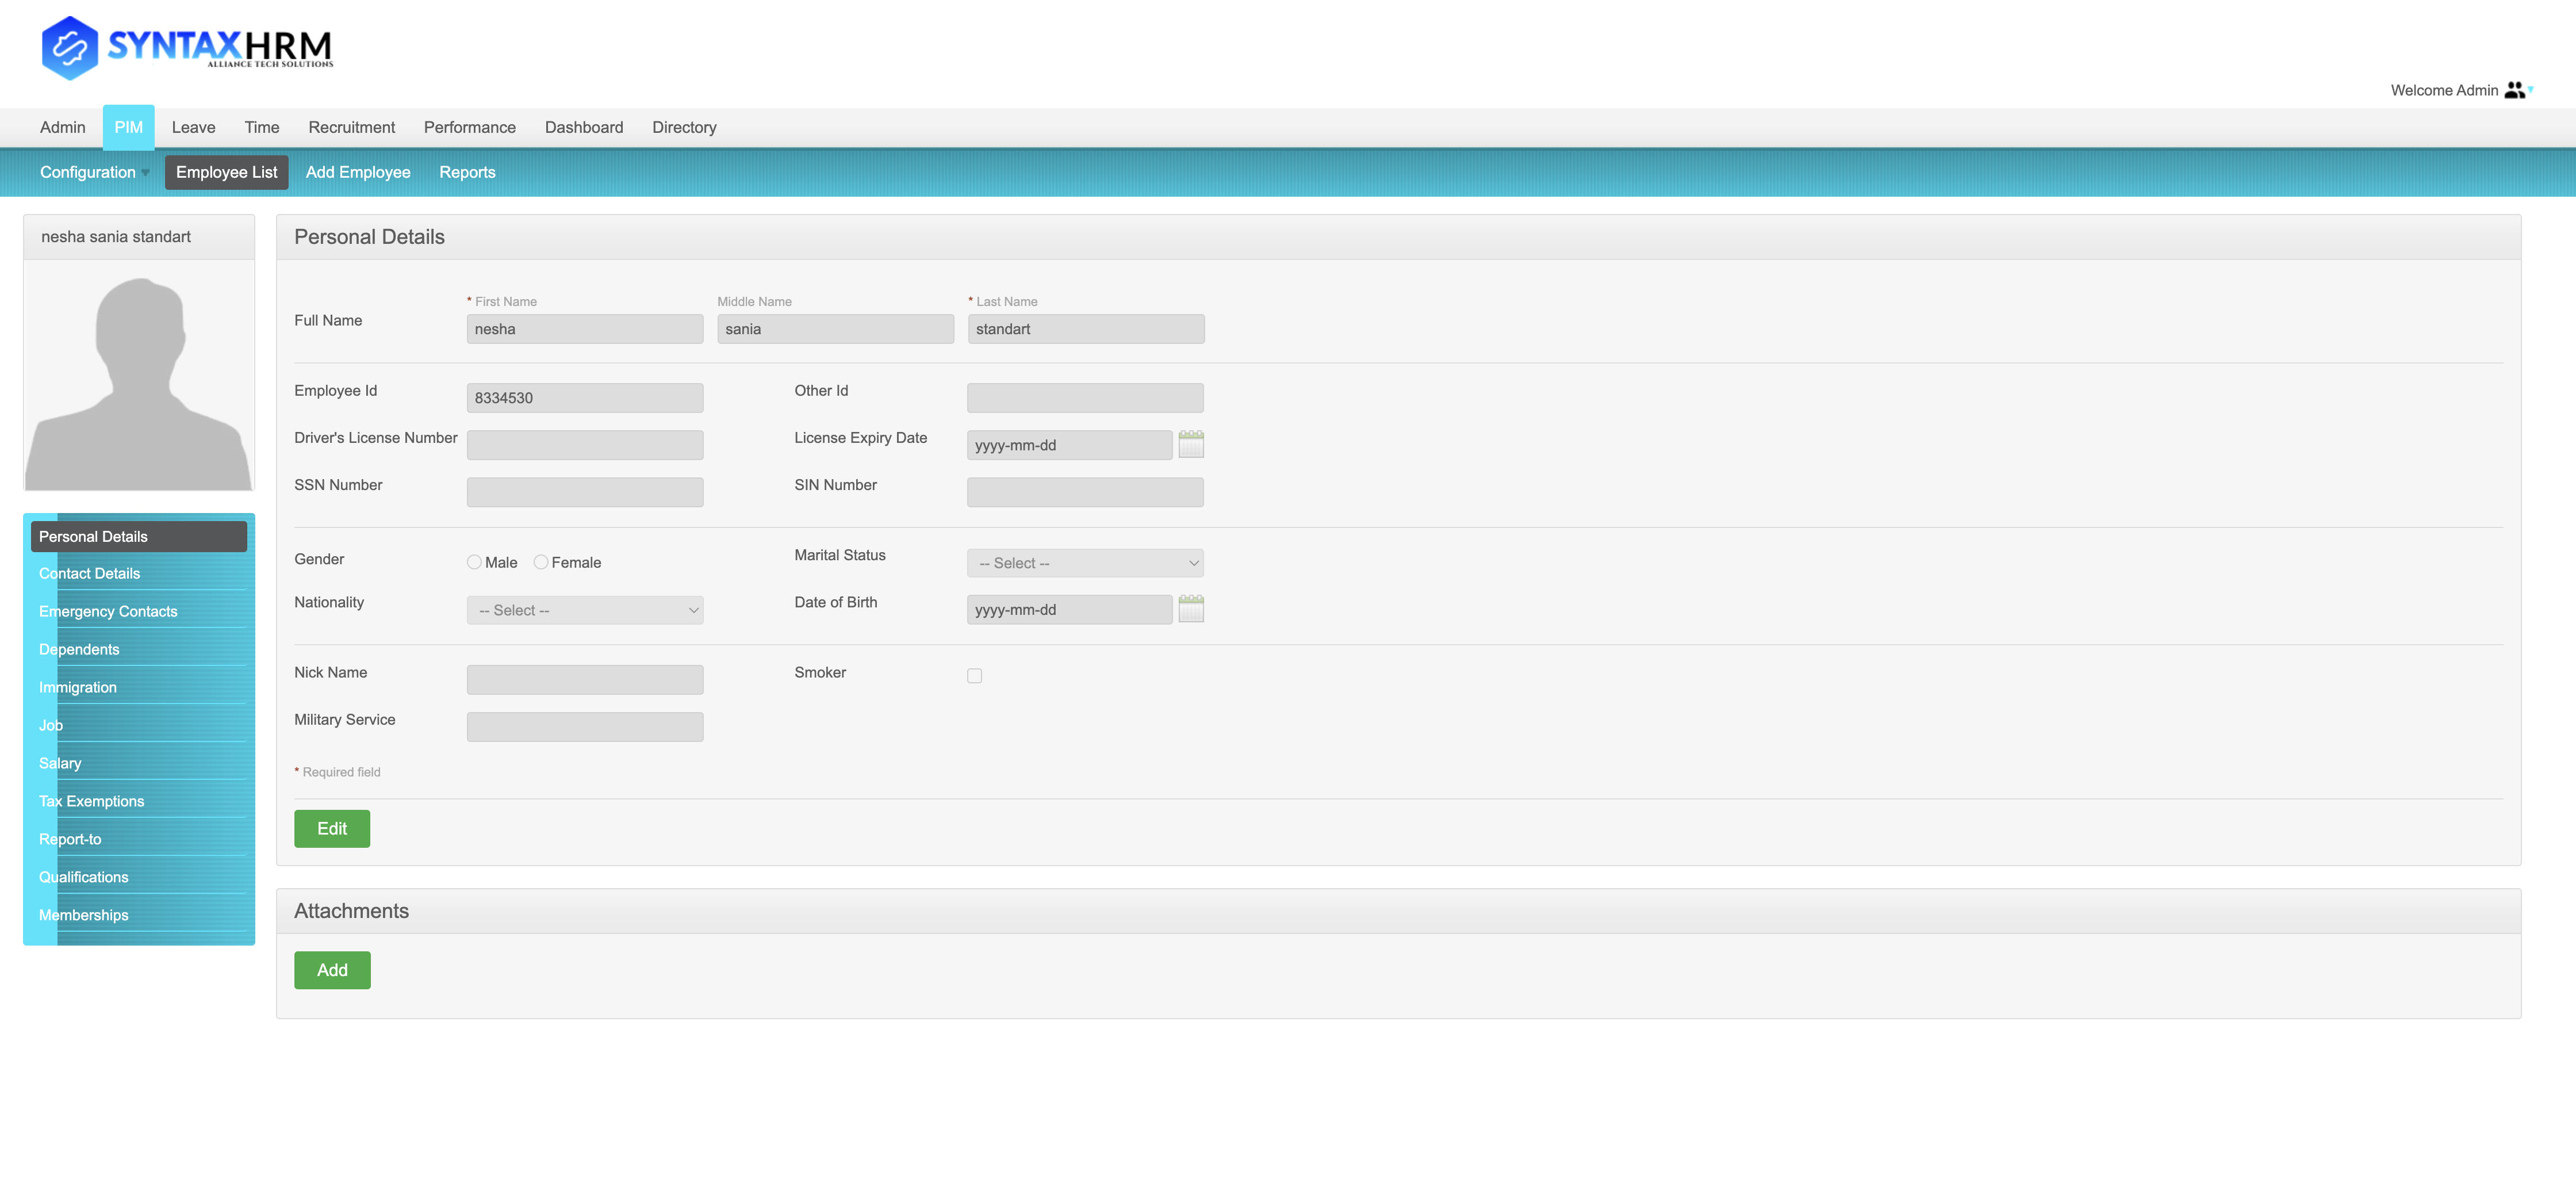 SYNTAXHRM
ALLIANCE TECH SOLUTIONS
Welcome Admin
Admin PIM Leave Time Recruitment Performance Dashboard Directory
Configuration Employee List Add Employee Reports
nesha sania standart
Personal Details
Contact Details
Emergency Contacts
Dependents
Immigration
Job
Salary
Tax Exemptions
Report-to
Qualifications
Memberships
Personal Details
* First Name Middle Name * Last Name
Full Name nesha sania standart
Employee Id 8334530 Other Id
Driver's License Number License Expiry Date yyyy-mm-dd
SSN Number SIN Number
Gender Male Female Marital Status -- Select --
Nationality -- Select -- Date of Birth yyyy-mm-dd
Nick Name Smoker
Military Service
* Required field
Edit
Attachments
Add